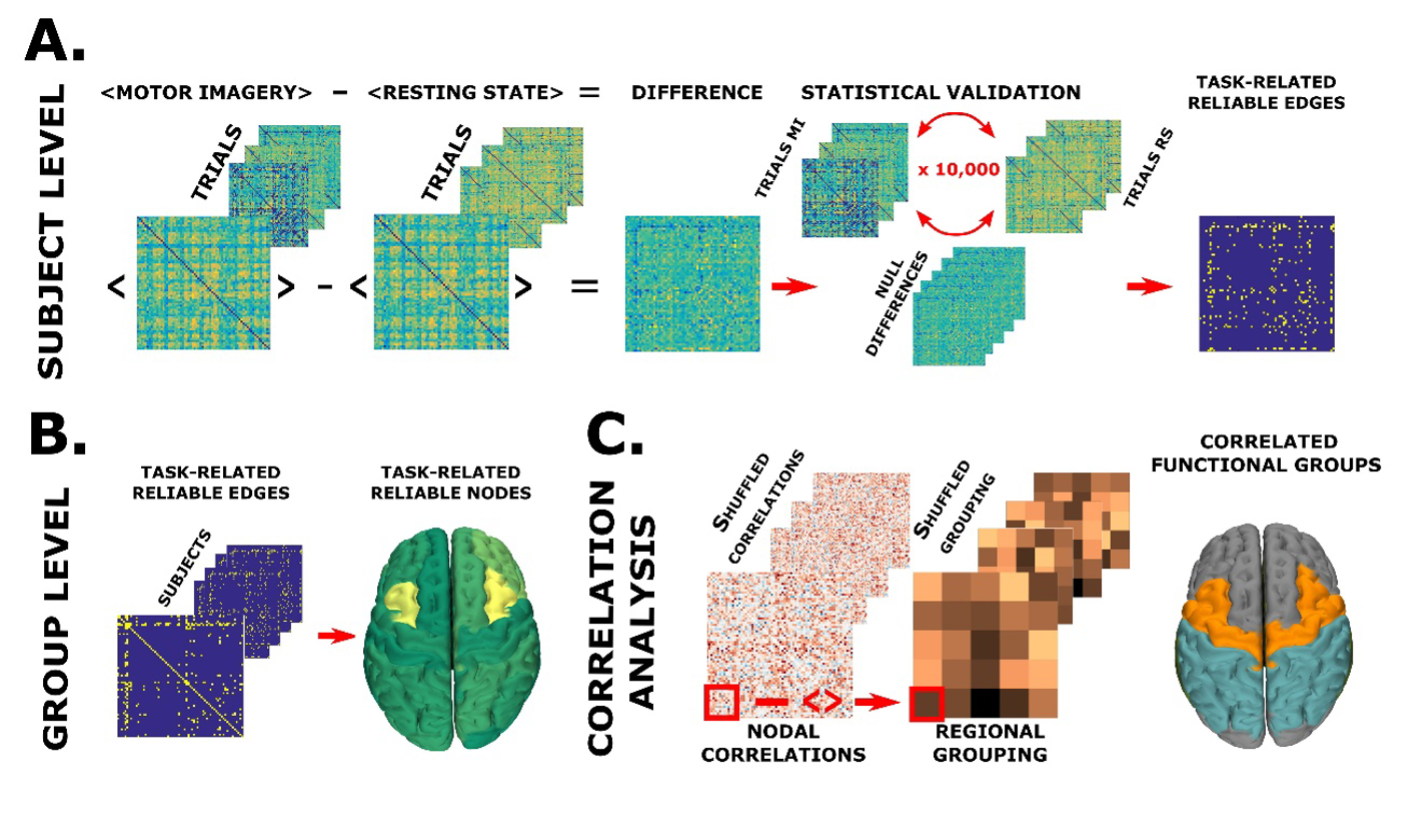 A.
SUBJECT LEVEL
<MOTOR IMAGERY> - <RESTING STATE> = DIFFERENCE
STATISTICAL VALIDATION
TASK-RELATED
RELIABLE EDGES
TRIALS
TRIALS
TRIALS MI
x 10,000
TRIALS RS
< > - < > =
NULL
DIFFERENCES
B.
GROUP LEVEL
TASK-RELATED
RELIABLE EDGES
TASK-RELATED
RELIABLE NODES
SUBJECTS
C.
CORRELATION
ANALYSIS
SHUFFLED
CORRELATIONS
SHUFFLED
GROUPING
CORRELATED
FUNCTIONAL GROUPS
<>
NODAL
CORRELATIONS
REGIONAL
GROUPING